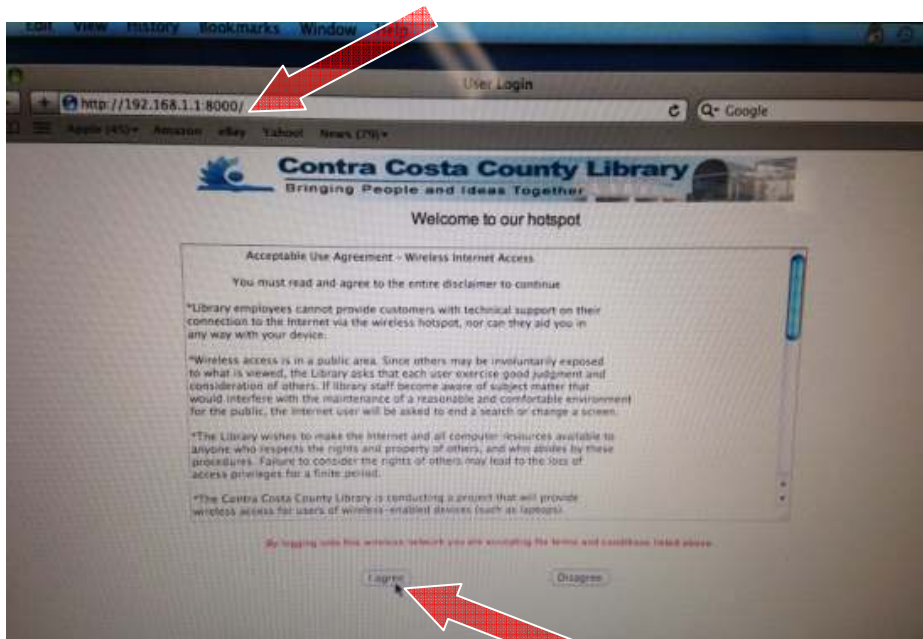 Edit View History Bookmarks Window Help
User Login
http://192.168.1.1:8000/
Q- Google
Apple (45) Amazon eBay Yahoo! News (79)
Contra Costa County Library
Bringing People and Ideas Together
Welcome to our hotspot
Acceptable Use Agreement - Wireless Internet Access
You must read and agree to the entire disclaimer to continue
*Library employees cannot provide customers with technical support on their
connection to the Internet via the wireless hotspot, nor can they aid you in
any way with your device.
*Wireless access is in a public area. Since others may be involuntarily exposed
to what is viewed, the Library asks that each user exercise good judgment and
consideration of others. If library staff become aware of subject matter that
would interfere with the maintenance of a reasonable and comfortable environment
for the public, the Internet user will be asked to end a search or change a screen.
*The Library wishes to make the Internet and all computer resources available to
anyone who respects the rights and property of others, and who abides by these
procedures. Failure to consider the rights of others may lead to the loss of
access privileges for a finite period.
*The Contra Costa County Library is conducting a project that will provide
wireless access for users of wireless-enabled devices (such as laptops)
By logging onto this wireless network you are accepting the terms and conditions listed above.
I agree
Disagree